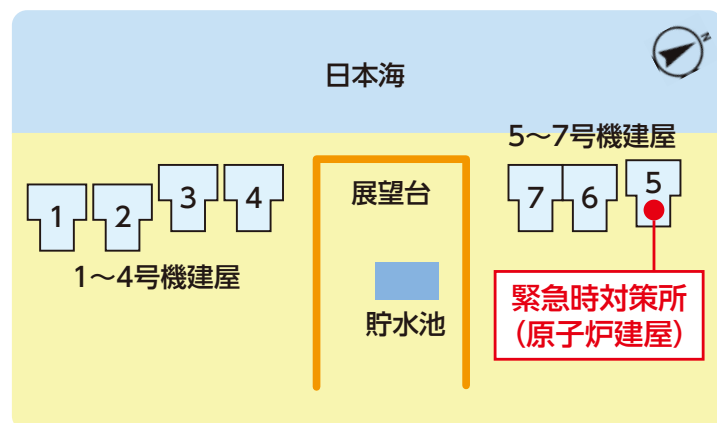 日本海
N
5～7号機建屋
1
2
3
4
展望台
7
6
5
1～4号機建屋
貯水池
緊急時対策所
（原子炉建屋）